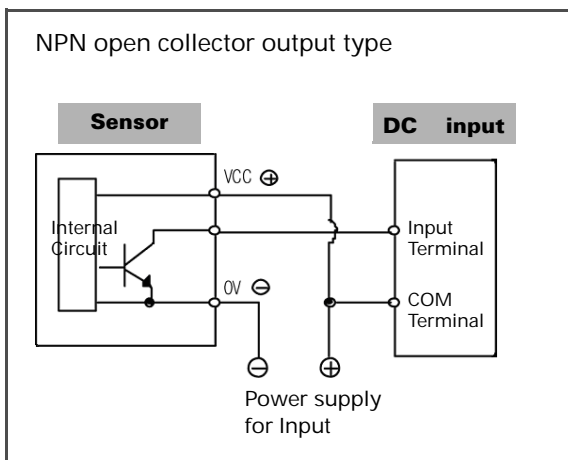 NPN open collector output type
Sensor
DC input
VCC ⊕
Internal
Circuit
Input
Terminal
0V ⊖
COM
Terminal
⊖ ⊕
Power supply
for Input